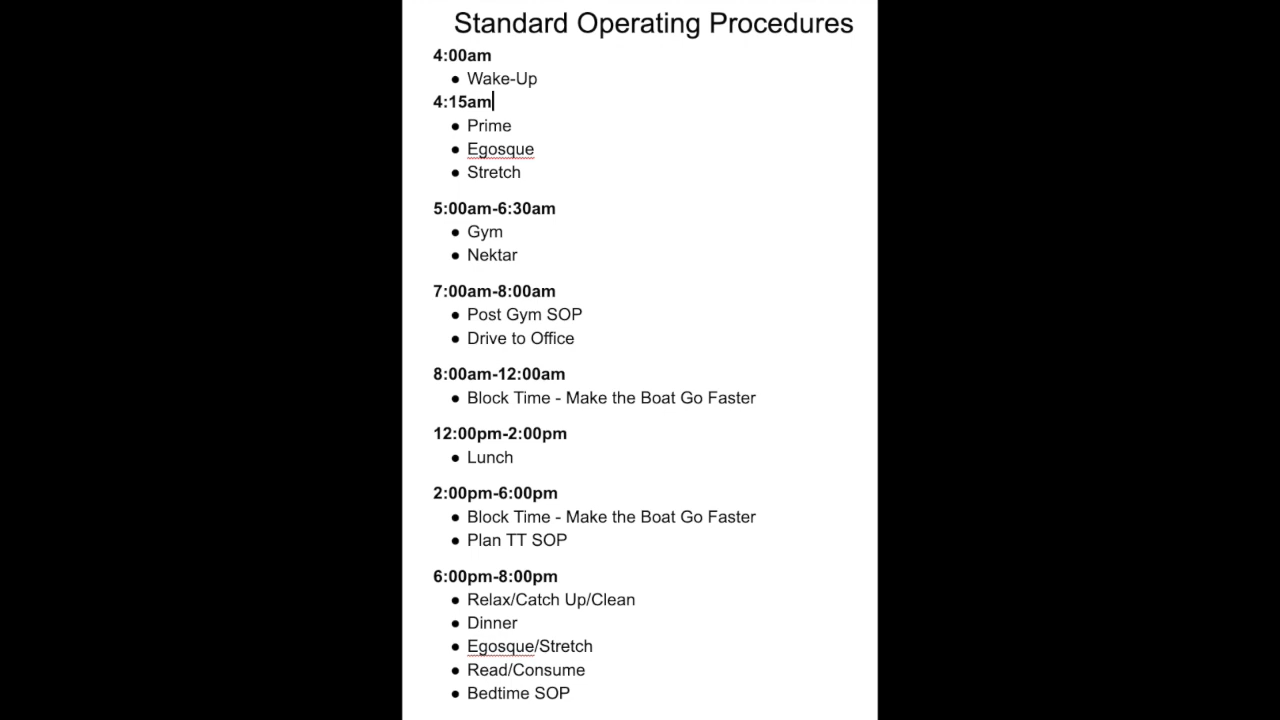 Standard Operating Procedures
4:00am
● Wake-Up
4:15am
● Prime
● Egosque
● Stretch
5:00am-6:30am
● Gym
● Nektar
7:00am-8:00am
● Post Gym SOP
● Drive to Office
8:00am-12:00am
● Block Time - Make the Boat Go Faster
12:00pm-2:00pm
● Lunch
2:00pm-6:00pm
● Block Time - Make the Boat Go Faster
● Plan TT SOP
6:00pm-8:00pm
● Relax/Catch Up/Clean
● Dinner
● Egosque/Stretch
● Read/Consume
● Bedtime SOP